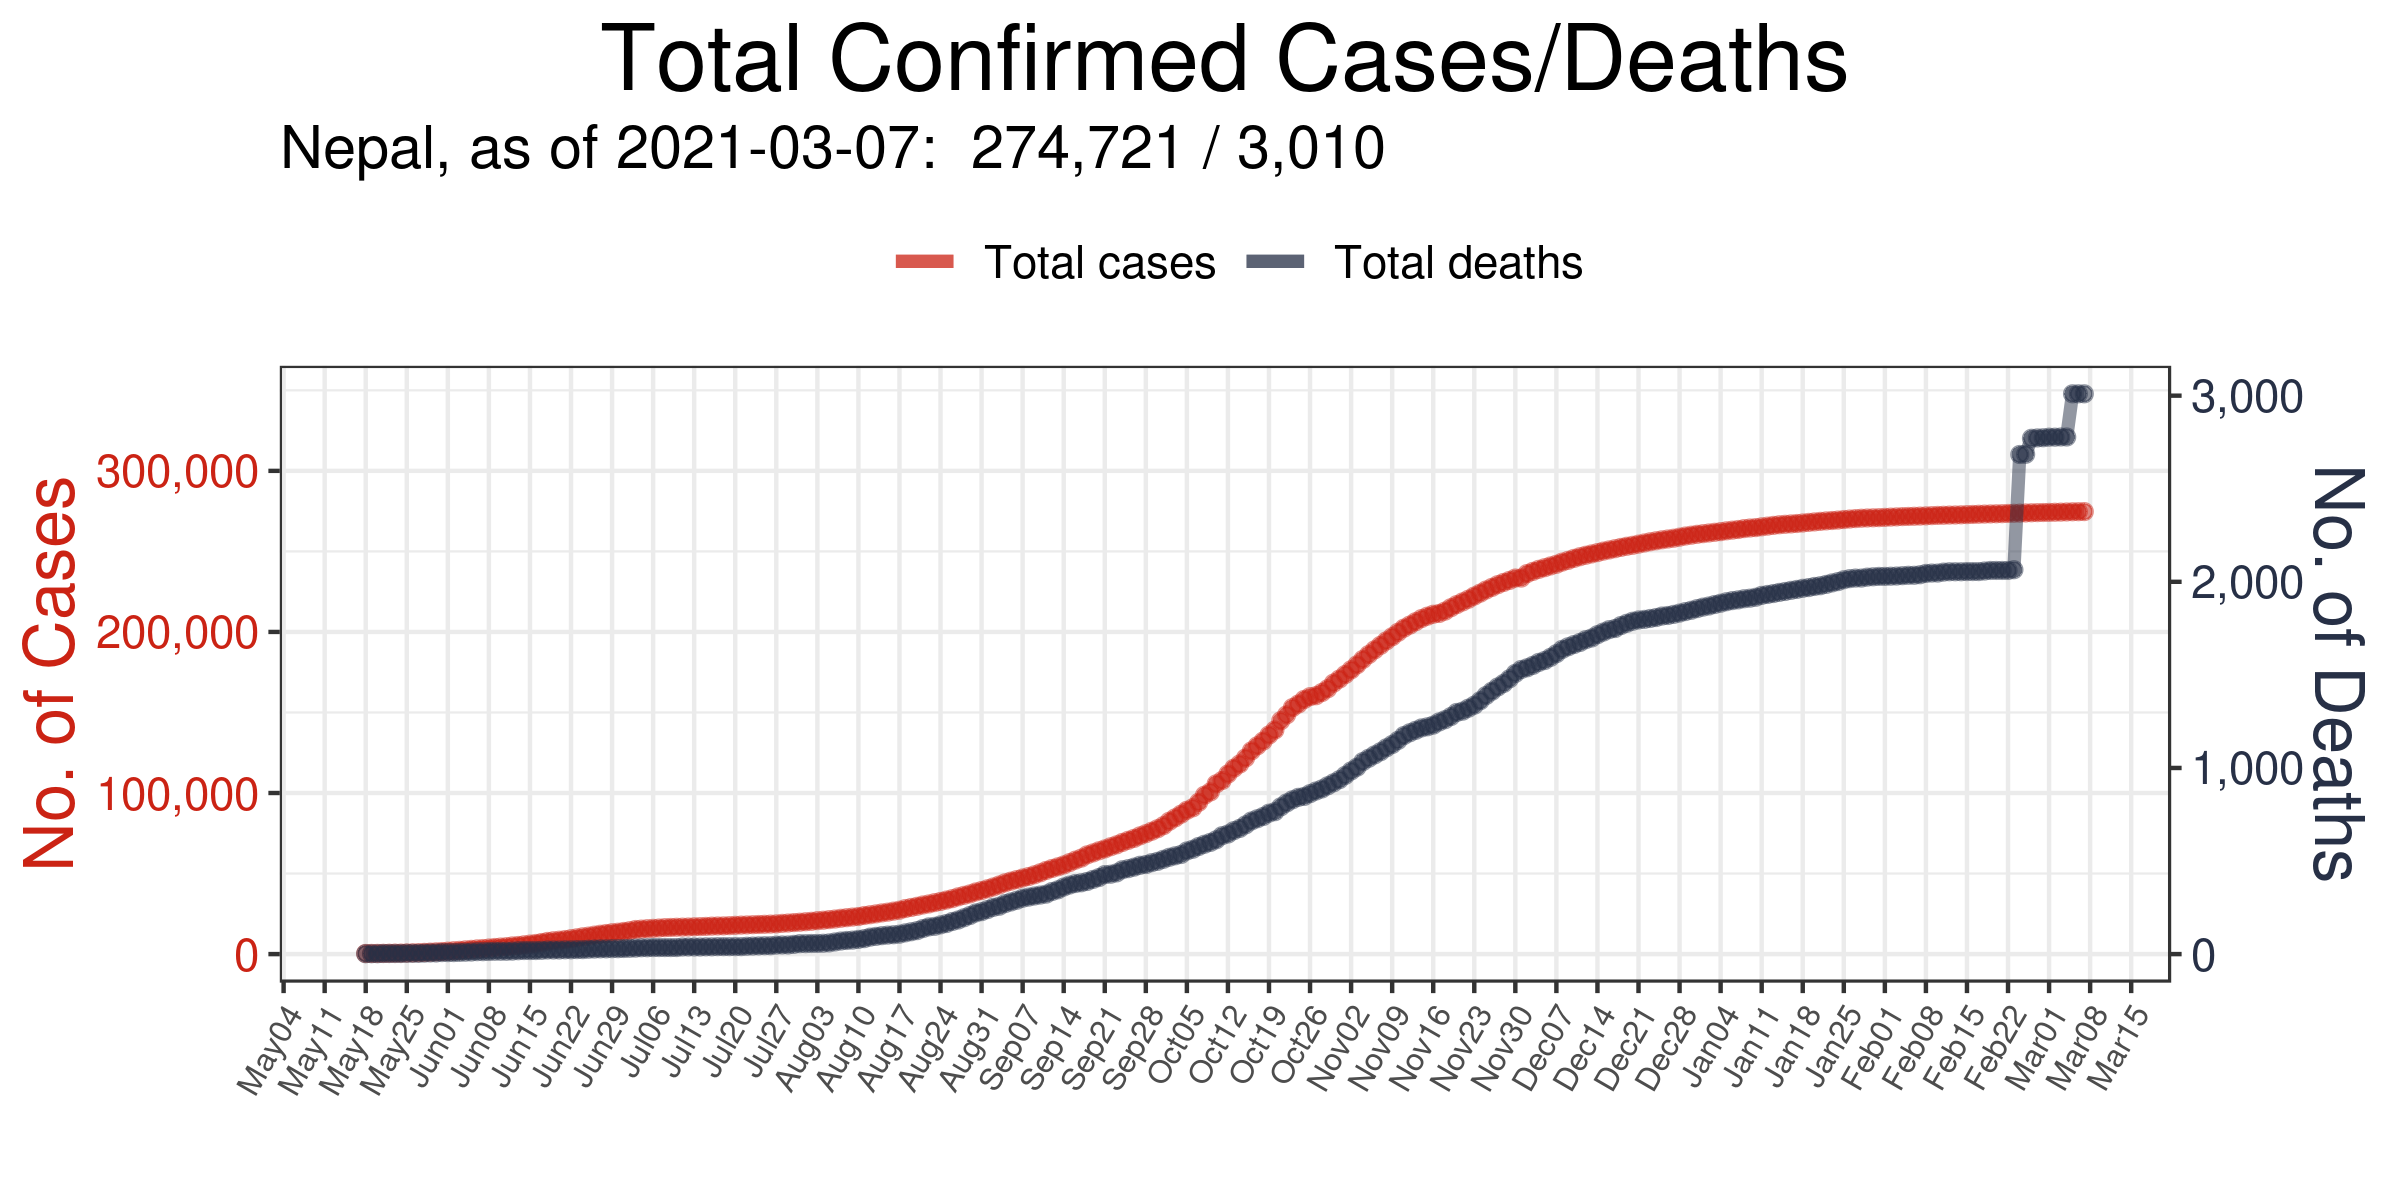 Total Confirmed Cases/Deaths
Nepal, as of 2021-03-07:  274,721 / 3,010
Total cases
Total deaths
No. of Cases
300,000
200,000
100,000
0
3,000
2,000
1,000
0
No. of Deaths
May04
May11
May18
May25
Jun01
Jun08
Jun15
Jun22
Jun29
Jul06
Jul13
Jul20
Jul27
Aug03
Aug10
Aug17
Aug24
Aug31
Sep07
Sep14
Sep21
Sep28
Oct05
Oct12
Oct19
Oct26
Nov02
Nov09
Nov16
Nov23
Nov30
Dec07
Dec14
Dec21
Dec28
Jan04
Jan11
Jan18
Jan25
Feb01
Feb08
Feb15
Feb22
Mar01
Mar08
Mar15